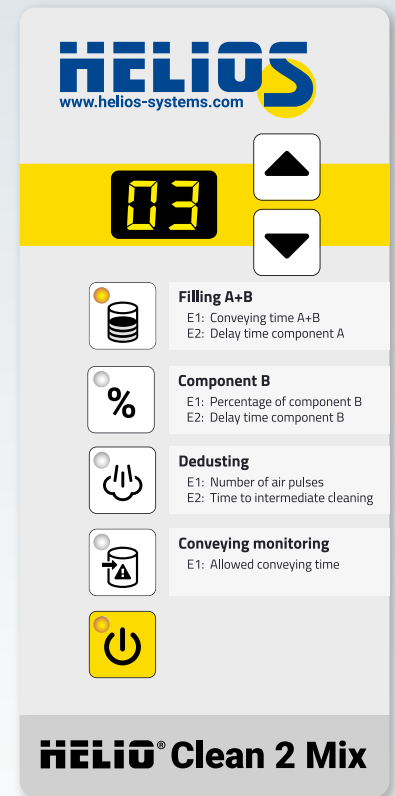 HELIOS
www.helios-systems.com
03
Filling A+B
E1: Conveying time A+B
E2: Delay time component A
%
Component B
E1: Percentage of component B
E2: Delay time component B
Dedusting
E1: Number of air pulses
E2: Time to intermediate cleaning
Conveying monitoring
E1: Allowed conveying time
HELIO® Clean 2 Mix